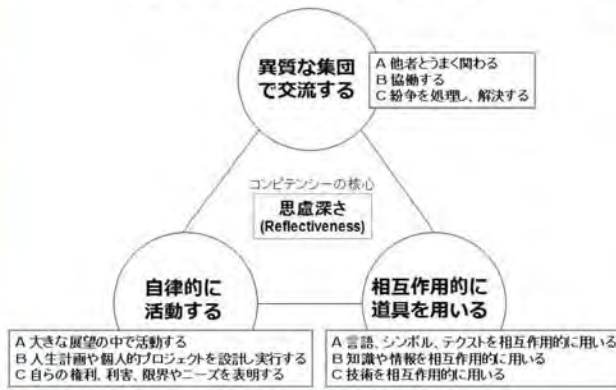 異質な集団
で交流する
A 他者とうまく関わる
B 協働する
C 紛争を処理し、解決する
コンピテンシーの核心
思慮深さ
(Reflectiveness)
自律的に
活動する
A 大きな展望の中で活動する
B 人生計画や個人的プロジェクトを設計し実行する
C 自らの権利、利害、限界やニーズを表明する
相互作用的に
道具を用いる
A 言語、シンボル、テクストを相互作用的に用いる
B 知識や情報を相互作用的に用いる
C 技術を相互作用的に用いる